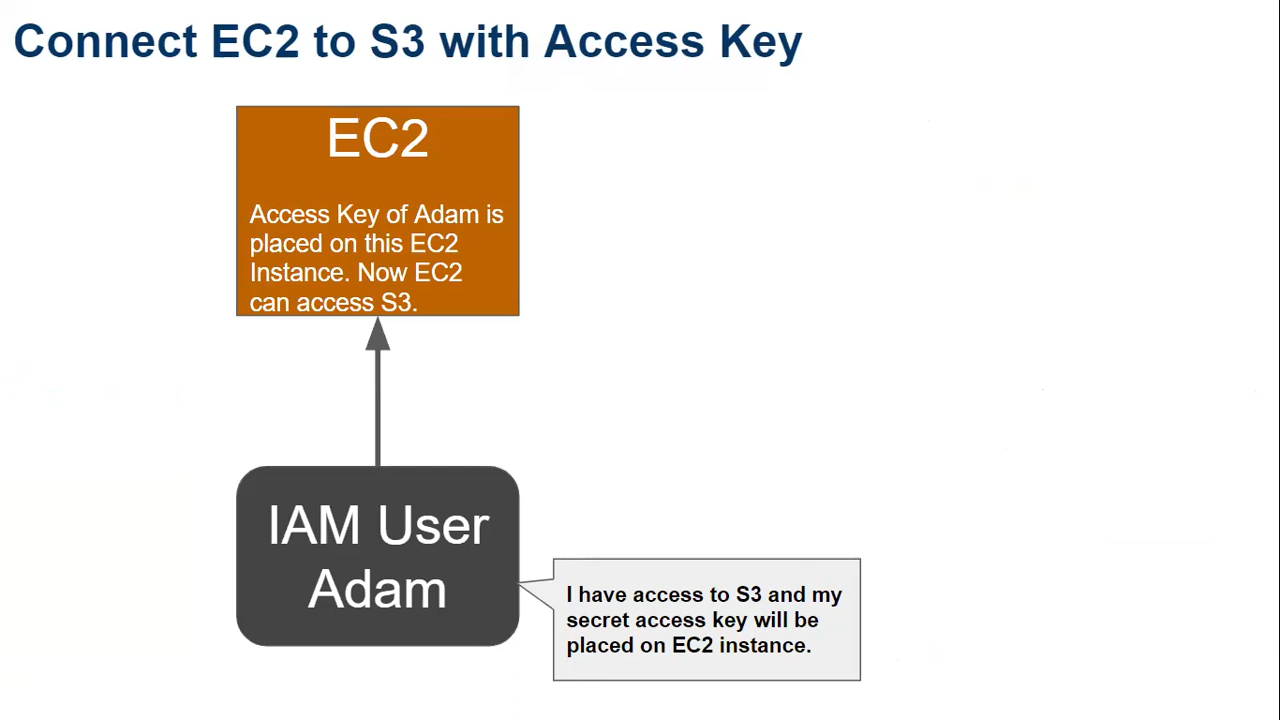 Connect EC2 to S3 with Access Key
EC2
Access Key of Adam is
placed on this EC2
Instance. Now EC2
can access S3.
IAM User
Adam
I have access to S3 and my
secret access key will be
placed on EC2 instance.